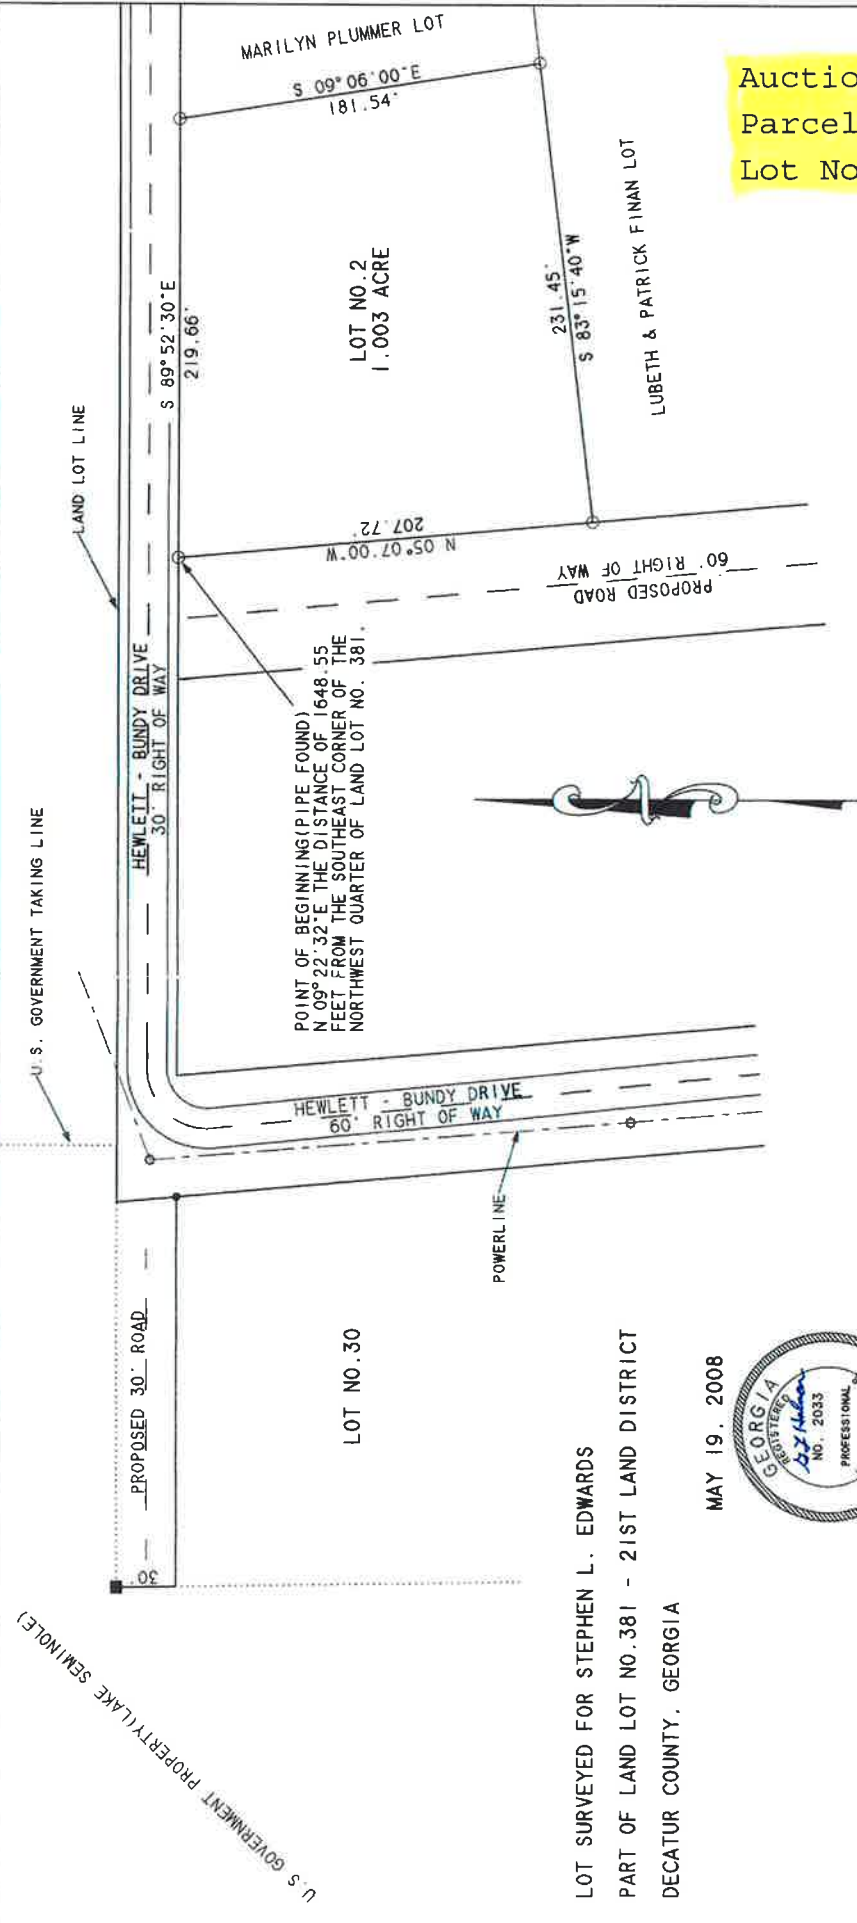 U.S. GOVERNMENT PROPERTY(LAKE SEMINOLE)
30'
PROPOSED 30' ROAD
LOT NO.30
U.S. GOVERNMENT TAKING LINE
LAND LOT LINE
HEWLETT - BUNDY DRIVE
30' RIGHT OF WAY
HEWLETT - BUNDY DRIVE
60' RIGHT OF WAY
POWERLINE
POINT OF BEGINNING(PIPE FOUND)
N 09°22'32"E THE DISTANCE OF 1648.55
FEET FROM THE SOUTHEAST CORNER OF THE
NORTHWEST QUARTER OF LAND LOT NO. 381.
PROPOSED ROAD
60' RIGHT OF WAY
N 05°07'00"W
207.72'
S 89°52'30"E
219.66'
LOT NO.2
1.003 ACRE
MARILYN PLUMMER LOT
S 09°06'00"E
181.54'
231.45'
S 83°15'40"W
LUBETH & PATRICK FINAN LOT
Auctio
Parcel
Lot No
LOT SURVEYED FOR STEPHEN L. EDWARDS
PART OF LAND LOT NO.381 - 21ST LAND DISTRICT
DECATUR COUNTY, GEORGIA
MAY 19, 2008
GEORGIA
REGISTERED
NO. 2033
PROFESSIONAL